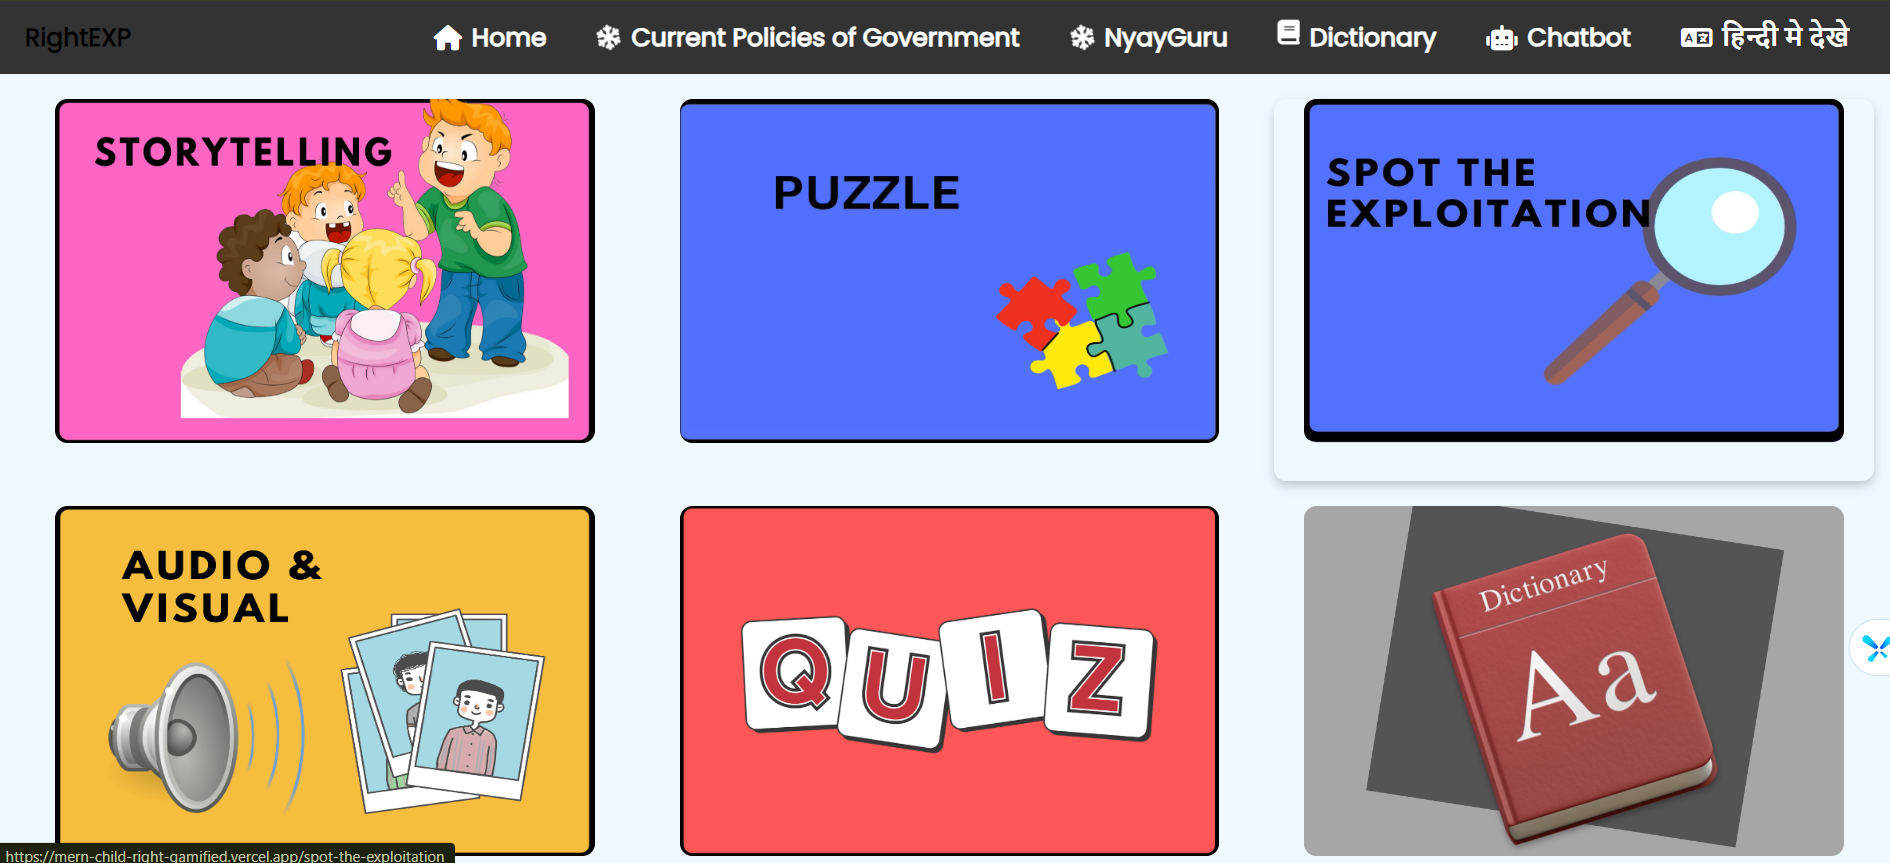 RightEXP
Home
Current Policies of Government
NyayGuru
Dictionary
Chatbot
हिन्दी मे देखे
STORYTELLING
PUZZLE
SPOT THE
EXPLOITATION
AUDIO &
VISUAL
QUIZ
Dictionary
Aa
https://mern-child-right-gamified.vercel.app/spot-the-exploitation